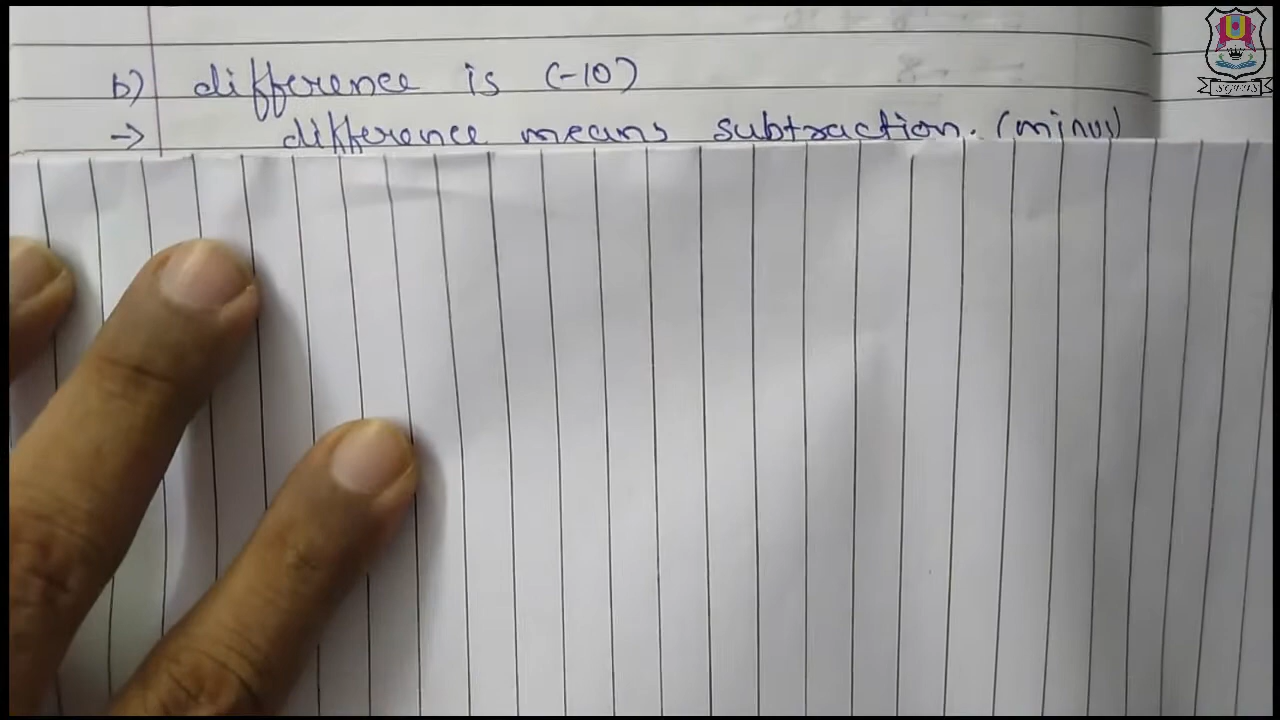 b) difference is (-10)
→ difference means subtraction. (minus)